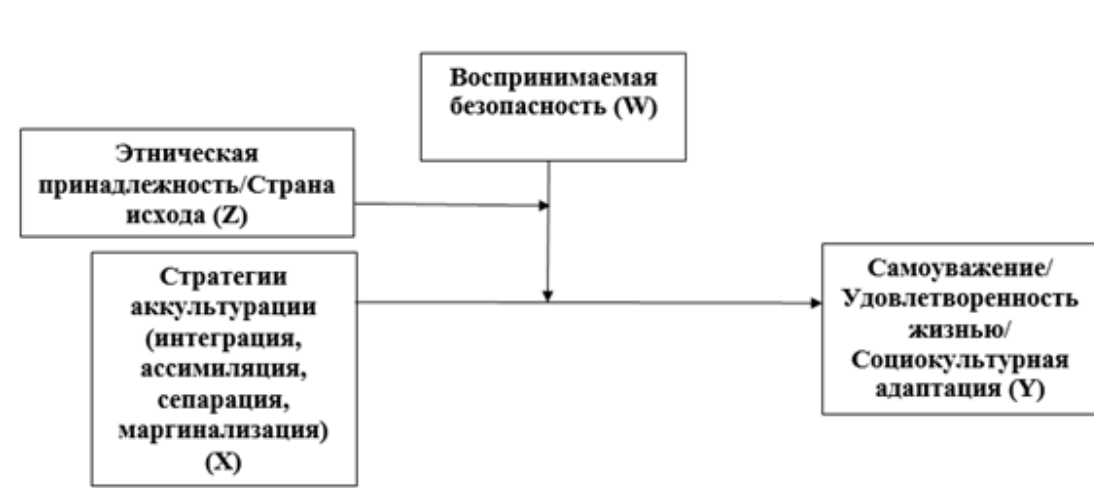 Воспринимаемая
безопасность (W)
Этническая
принадлежность/Страна
исхода (Z)
Стратегии
аккультурации
(интеграция,
ассимиляция,
сепарация,
маргинализация)
(X)
Самоуважение/
Удовлетворенность
жизнью/
Социокультурная
адаптация (Y)